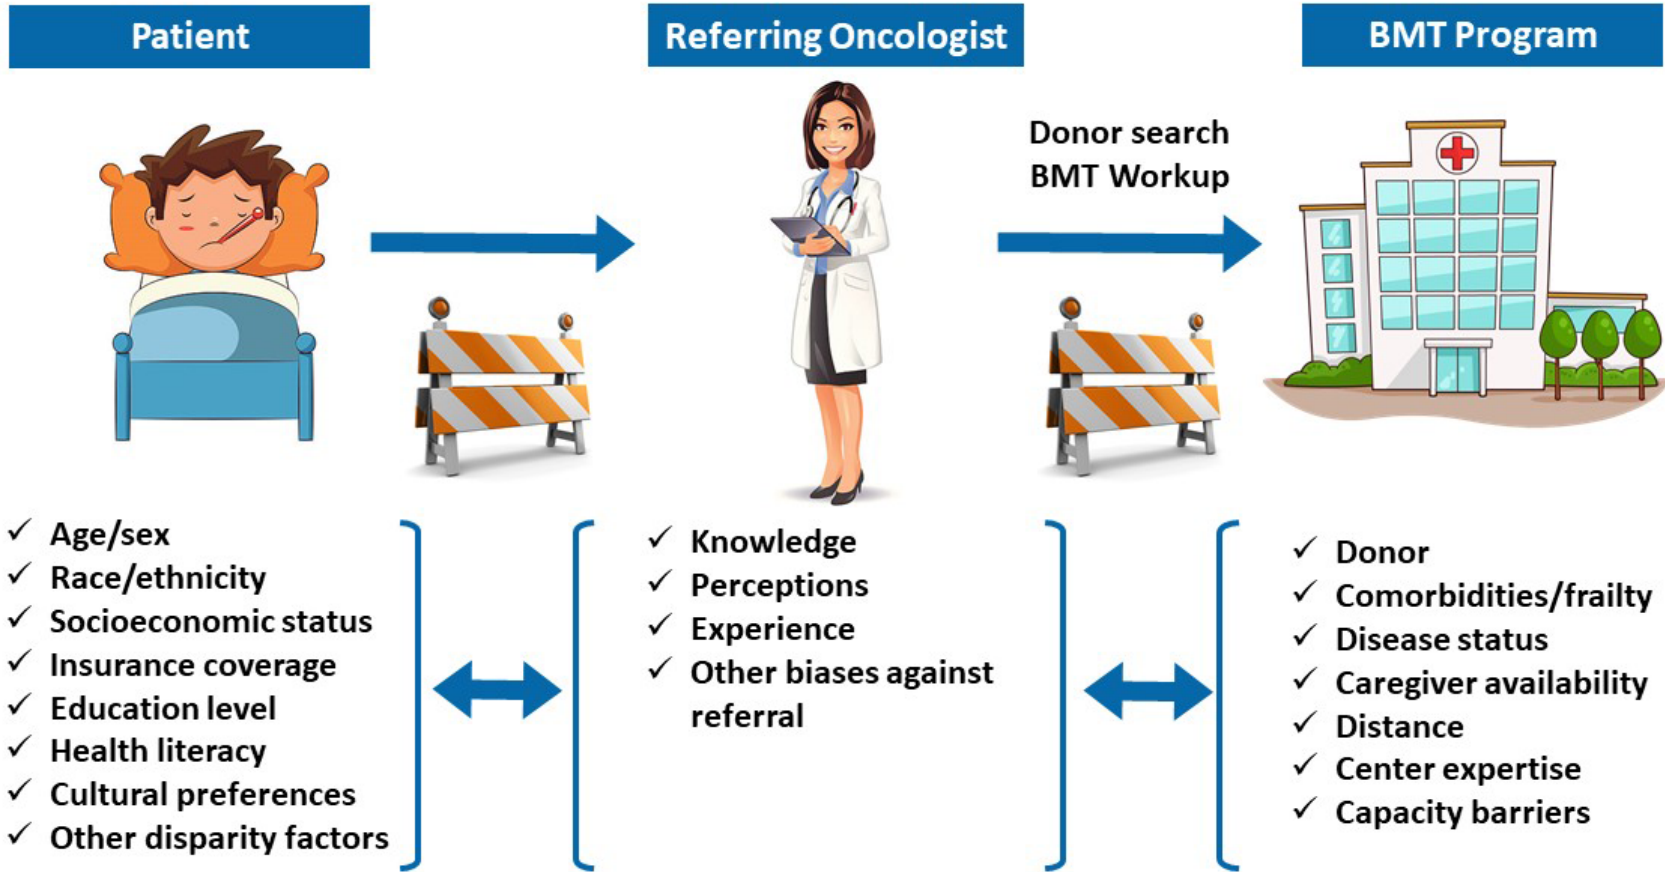 Patient
Referring Oncologist
BMT Program
Donor search
BMT Workup
✓ Age/sex
✓ Race/ethnicity
✓ Socioeconomic status
✓ Insurance coverage
✓ Education level
✓ Health literacy
✓ Cultural preferences
✓ Other disparity factors
✓ Knowledge
✓ Perceptions
✓ Experience
✓ Other biases against
referral
✓ Donor
✓ Comorbidities/frailty
✓ Disease status
✓ Caregiver availability
✓ Distance
✓ Center expertise
✓ Capacity barriers